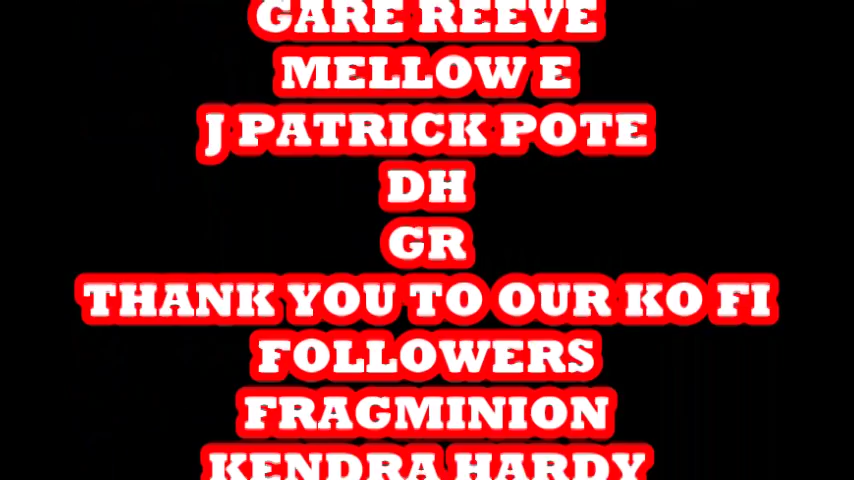 GARE REEVE
MELLOW E
J PATRICK POTE
DH
GR
THANK YOU TO OUR KO FI
FOLLOWERS
FRAGMINION
KENDRA HARDY